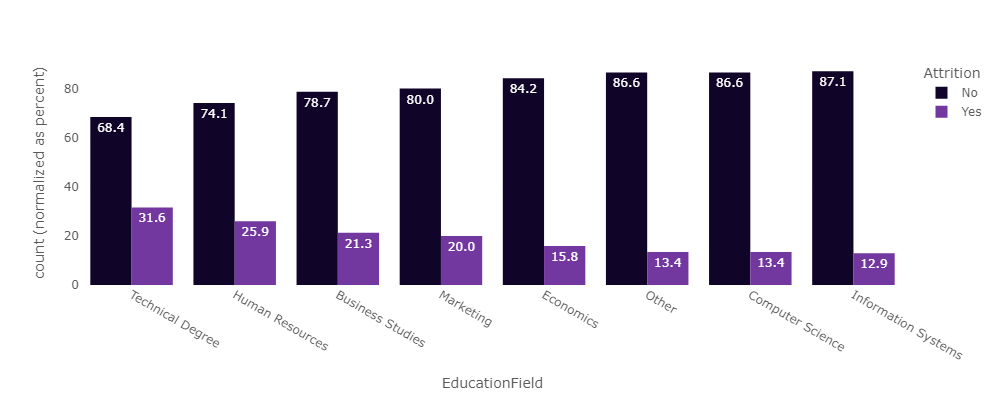 Attrition
No
Yes
count (normalized as percent)
80
60
40
20
0
68.4
31.6
74.1
25.9
78.7
21.3
80.0
20.0
84.2
15.8
86.6
13.4
86.6
13.4
87.1
12.9
Technical Degree
Human Resources
Business Studies
Marketing
Economics
Other
Computer Science
Information Systems
EducationField